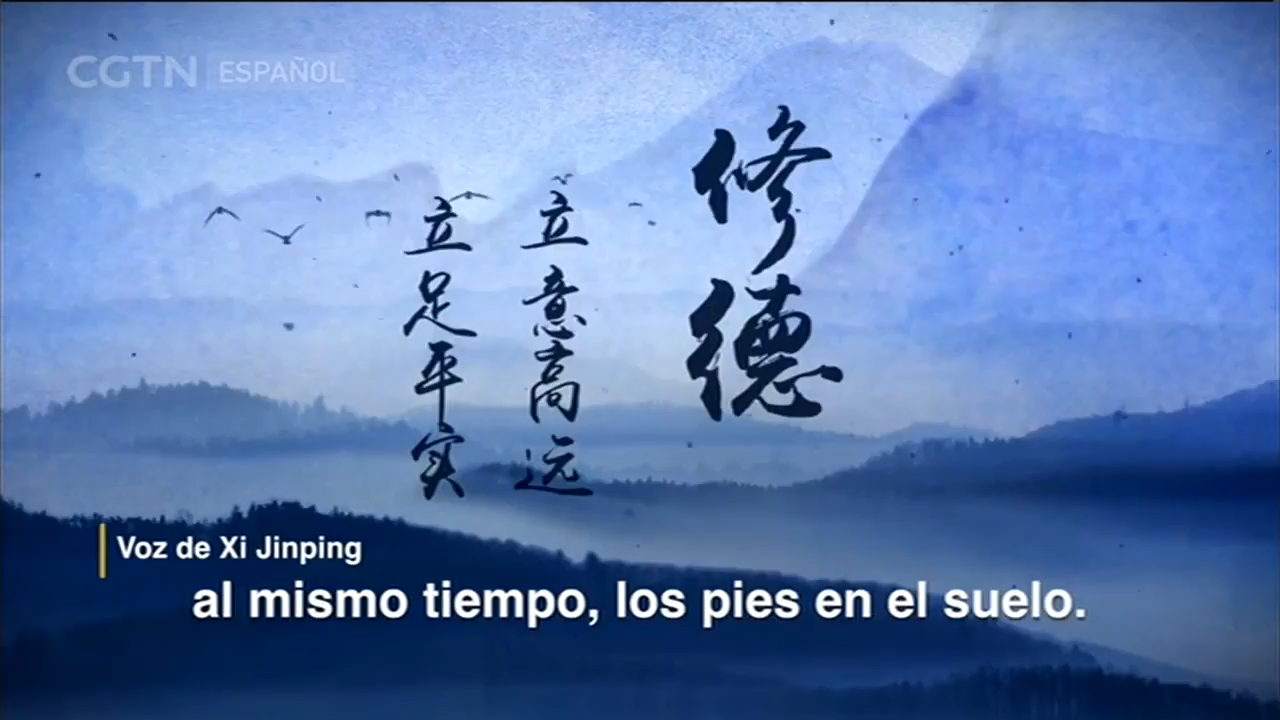 CGTN ESPAÑOL
修德
立意高远
立足平实
Voz de Xi Jinping
al mismo tiempo, los pies en el suelo.